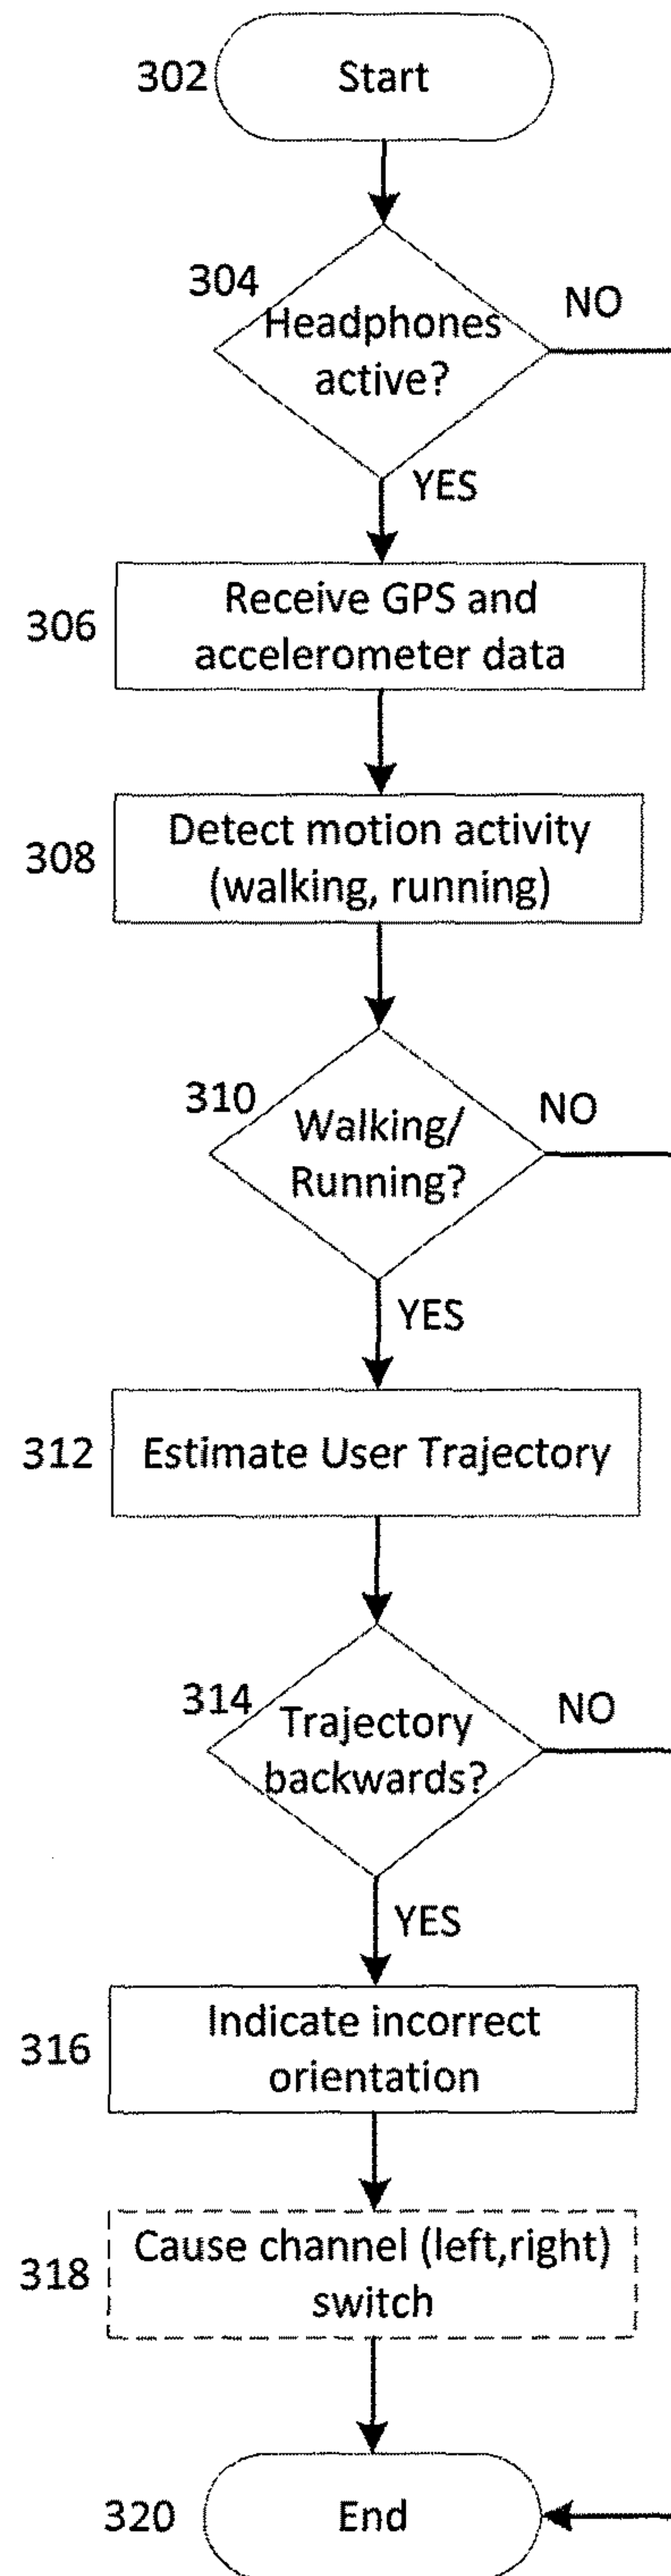 302
Start
304
Headphones
active?
NO
YES
306
Receive GPS and
accelerometer data
308
Detect motion activity
(walking, running)
310
Walking/
Running?
NO
YES
312
Estimate User Trajectory
314
Trajectory
backwards?
NO
YES
316
Indicate incorrect
orientation
318
Cause channel (left,right)
switch
320
End